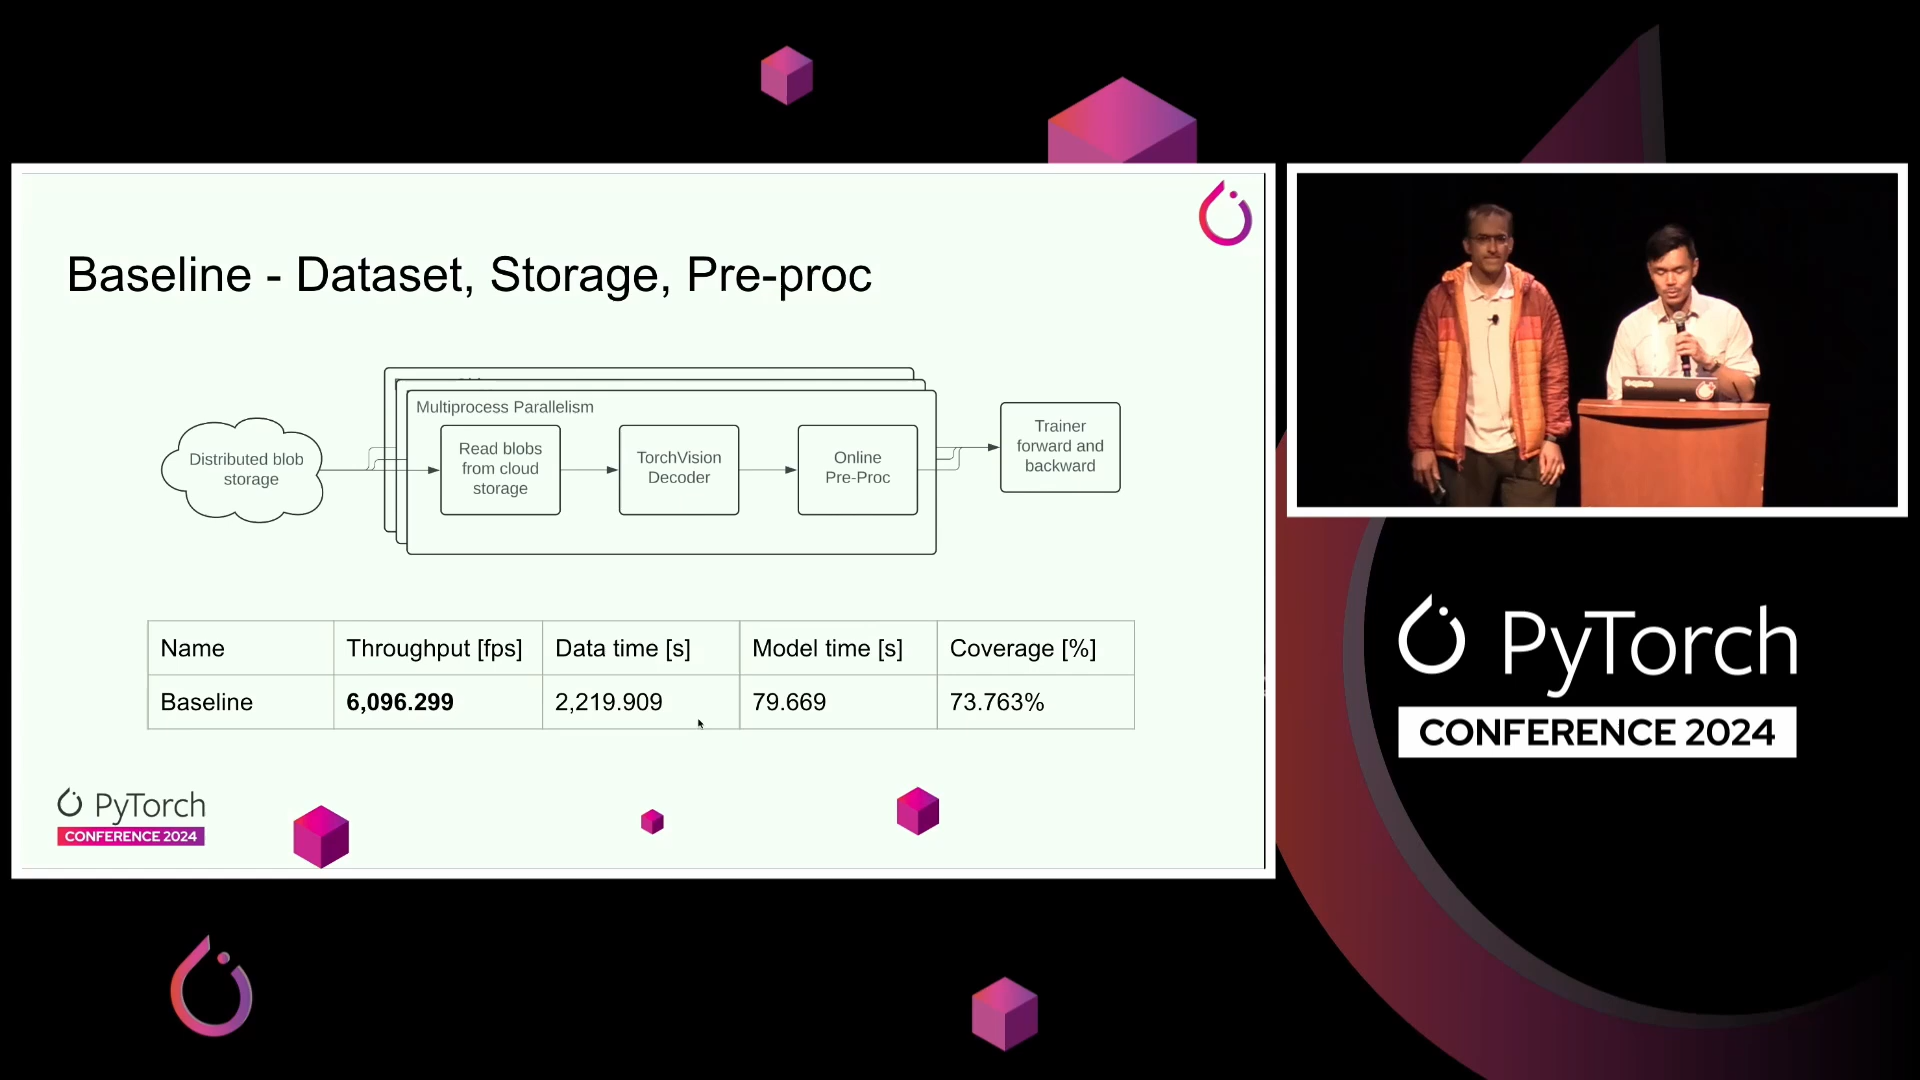 Baseline - Dataset, Storage, Pre-proc
Multiprocess Parallelism
Distributed blob
storage
Read blobs
from cloud
storage
TorchVision
Decoder
Online
Pre-Proc
Trainer
forward and
backward
Name Throughput [fps] Data time [s] Model time [s] Coverage [%]
Baseline 6,096.299 2,219.909 79.669 73.763%
PyTorch
CONFERENCE 2024
PyTorch
CONFERENCE 2024